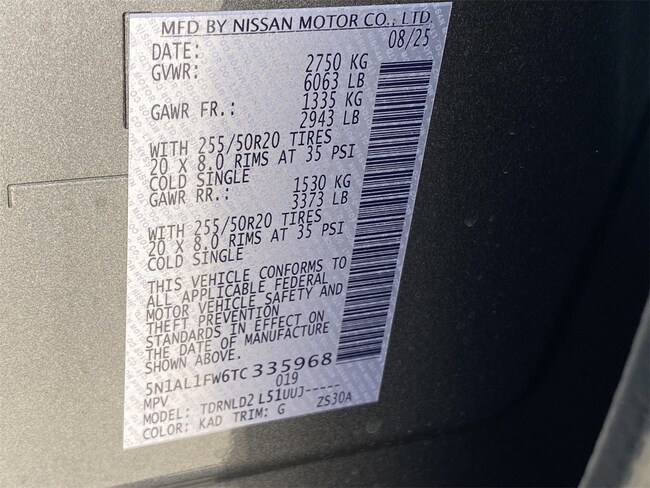 MFD BY NISSAN MOTOR CO., LTD.
DATE: 08/25
GVWR: 2750 KG
6063 LB
GAWR FR.: 1335 KG
2943 LB
WITH 255/50R20 TIRES
20 X 8.0 RIMS AT 35 PSI
COLD SINGLE
GAWR RR.: 1530 KG
3373 LB
WITH 255/50R20 TIRES
20 X 8.0 RIMS AT 35 PSI
COLD SINGLE
THIS VEHICLE CONFORMS TO
ALL APPLICABLE FEDERAL
MOTOR VEHICLE SAFETY AND
THEFT PREVENTION
STANDARDS IN EFFECT ON
THE DATE OF MANUFACTURE
SHOWN ABOVE.
5N1AL1FW6TC335968
MPV 019
MODEL: TDRNLD2 L51UUJ-----
COLOR: KAD TRIM: G ZS30A